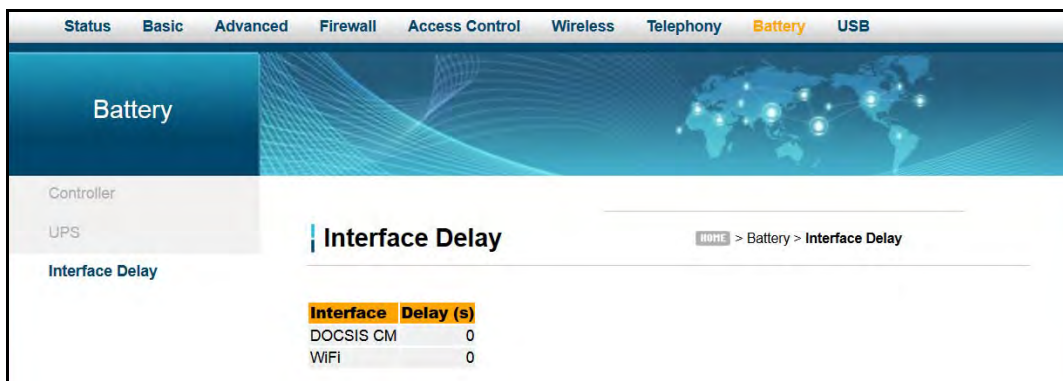 Status Basic Advanced Firewall Access Control Wireless Telephony Battery USB
Battery
Controller
UPS
Interface Delay
Interface Delay
HOME > Battery > Interface Delay
Interface Delay (s)
DOCSIS CM 0
WiFi 0